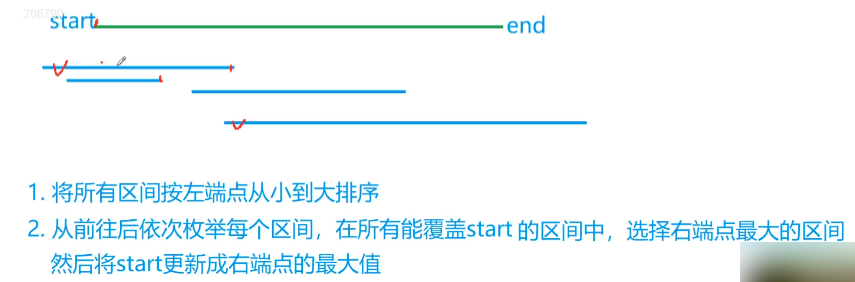 208790
start
end
1. 将所有区间按左端点从小到大排序
2. 从前往后依次枚举每个区间，在所有能覆盖start 的区间中，选择右端点最大的区间
然后将start更新成右端点的最大值